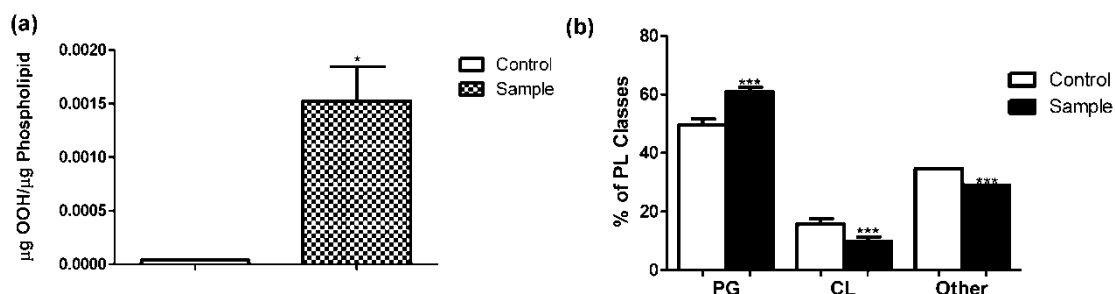 (a)
µg OOH/µg Phospholipid
0.0020
0.0015
0.0010
0.0005
0.0000
*
Control
Sample
(b)
% of PL Classes
80
60
40
20
0
***
***
***
PG
CL
Other
Control
Sample